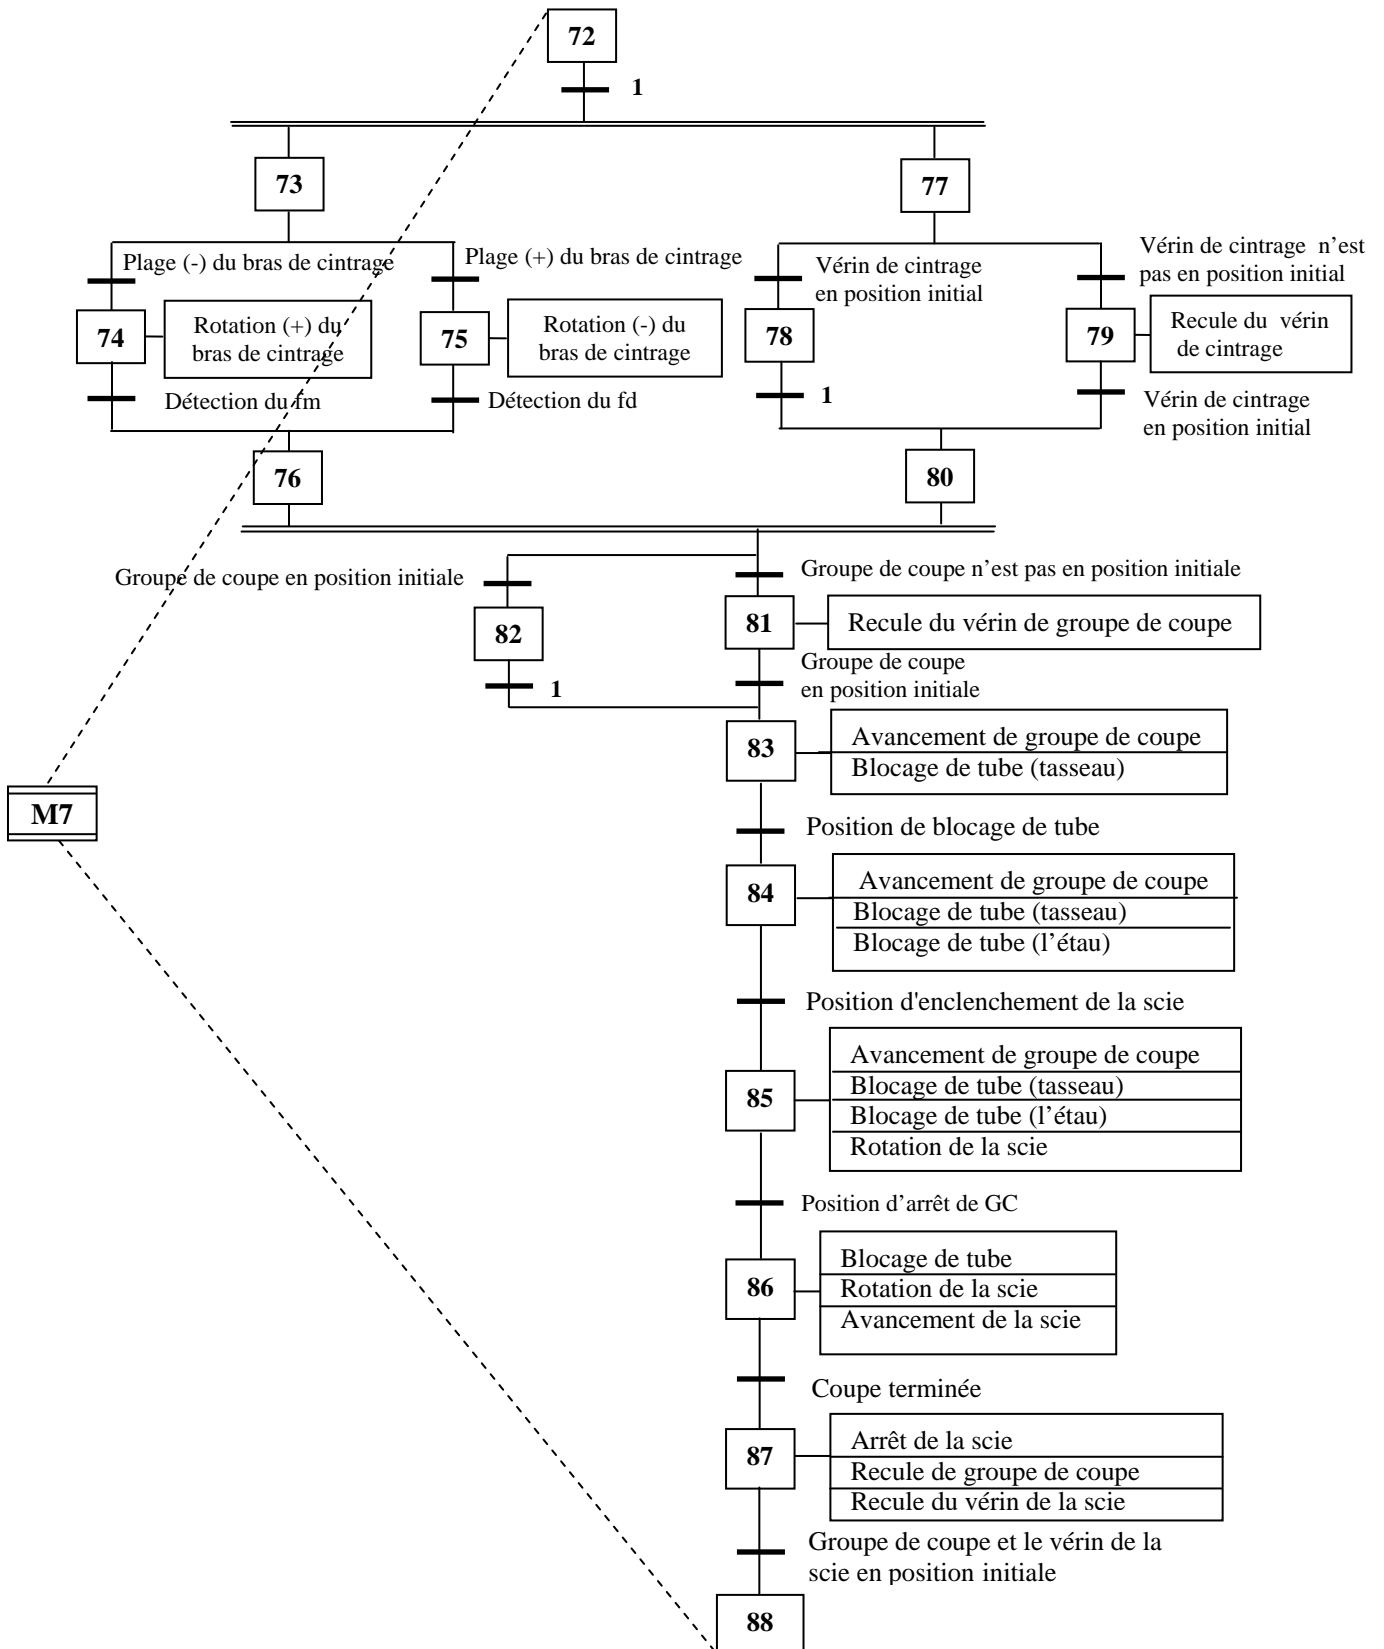 72
1
73
77
Plage (-) du bras de cintrage
Plage (+) du bras de cintrage
Vérin de cintrage
en position initial
Vérin de cintrage n'est
pas en position initial
74
Rotation (+) du
bras de cintrage
75
Rotation (-) du
bras de cintrage
78
79
Recule du vérin
de cintrage
Détection du fm
Détection du fd
1
Vérin de cintrage
en position initial
76
80
Groupe de coupe en position initiale
Groupe de coupe n'est pas en position initiale
82
81
Recule du vérin de groupe de coupe
1
Groupe de coupe
en position initiale
83
Avancement de groupe de coupe
Blocage de tube (tasseau)
M7
Position de blocage de tube
84
Avancement de groupe de coupe
Blocage de tube (tasseau)
Blocage de tube (l'étau)
Position d'enclenchement de la scie
85
Avancement de groupe de coupe
Blocage de tube (tasseau)
Blocage de tube (l'étau)
Rotation de la scie
Position d'arrêt de GC
86
Blocage de tube
Rotation de la scie
Avancement de la scie
Coupe terminée
87
Arrêt de la scie
Recule de groupe de coupe
Recule du vérin de la scie
Groupe de coupe et le vérin de la
scie en position initiale
88